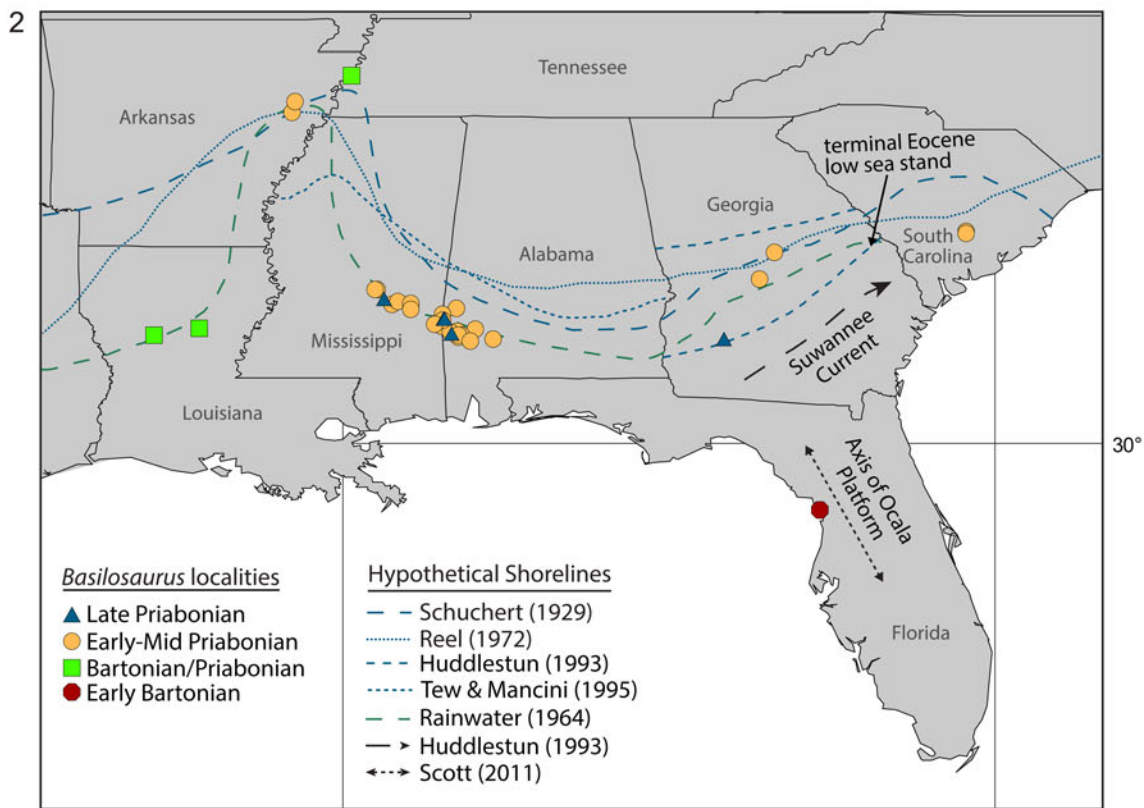 2
Tennessee
Arkansas
terminal Eocene
low sea stand
Georgia
Alabama
South
Carolina
Mississippi
Suwannee
Current
Louisiana
30°
Axis of Ocala
Platform
Florida
Basilosaurus localities
Late Priabonian
Early-Mid Priabonian
Bartonian/Priabonian
Early Bartonian
Hypothetical Shorelines
Schuchert (1929)
Reel (1972)
Huddlestun (1993)
Tew & Mancini (1995)
Rainwater (1964)
Huddlestun (1993)
Scott (2011)